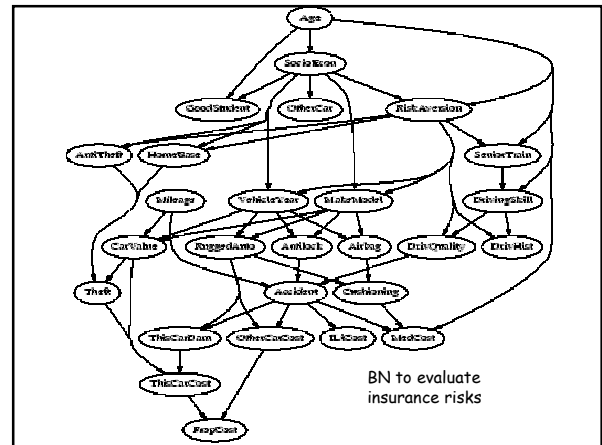 Age
SocioEcon
GoodStudent OtherCar RiskAversion
AntiTheft HomeBase SeniorTrain
Mileage VehicleYear MakeModel DrivingSkill
CarValue RuggedAuto Antilock Airbag DrivQuality DrivHist
Theft Accident Cushioning
ThisCarDam OtherCarCost ILiCost MedCost
ThisCarCost
PropCost
BN to evaluate
insurance risks